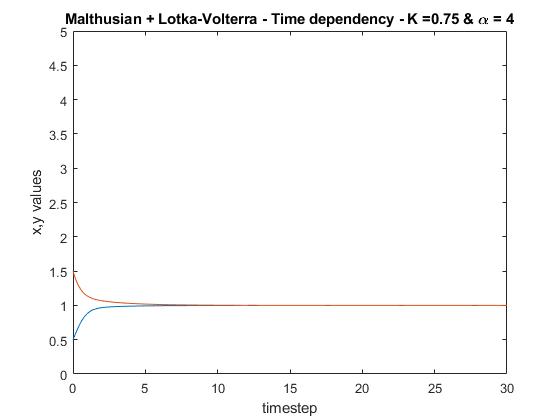 Malthusian + Lotka-Volterra - Time dependency - K =0.75 & α = 4
5
4.5
4
3.5
3
2.5
2
1.5
1
0.5
0
x,y values
0 5 10 15 20 25 30
timestep